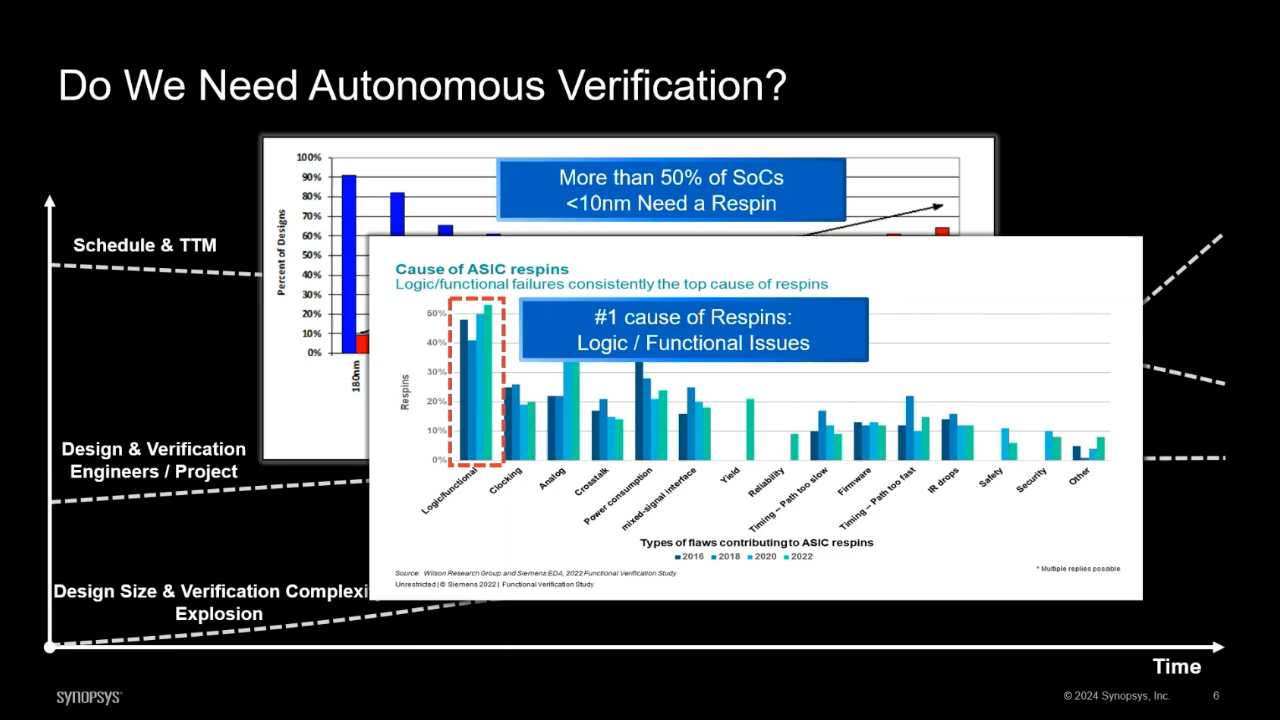 Do We Need Autonomous Verification?
Schedule & TTM
Design & Verification
Engineers / Project
Design Size & Verification Complexi
Explosion
Time
100%
90%
80%
70%
60%
50%
40%
30%
20%
10%
0%
Percent of Designs
180nm
More than 50% of SoCs
<10nm Need a Respin
Cause of ASIC respins
Logic/functional failures consistently the top cause of respins
#1 cause of Respins:
Logic / Functional Issues
50%
40%
30%
20%
10%
0%
Respins
Logic/functional
Clocking
Analog
Crosstalk
Power consumption
mixed-signal interface
Yield
Reliability
Timing – Path too slow
Firmware
Timing – Path too fast
IR drops
Safety
Security
Other
Types of flaws contributing to ASIC respins
2016 2018 2020 2022
Source: Wilson Research Group and Siemens EDA, 2022 Functional Verification Study
Unrestricted | © Siemens 2022 | Functional Verification Study
* Multiple replies possible
SYNOPSYS®
© 2024 Synopsys, Inc. 6